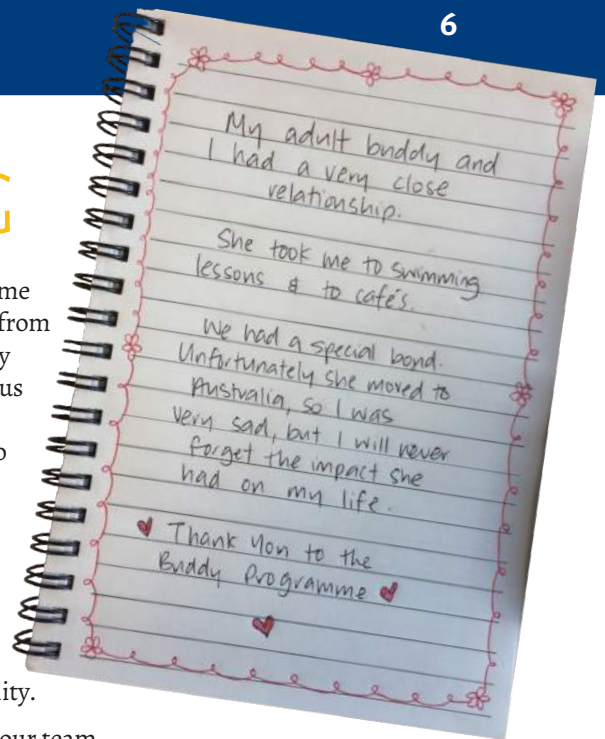 6
G
me
from
y
us
o
My adult buddy and
I had a very close
relationship.
She took me to swimming
lessons & to café's.
We had a special bond.
Unfortunately she moved to
Australia, so I was
very sad, but I will never
forget the impact she
had on my life.
Thank you to the
Buddy Programme
lity.
our team